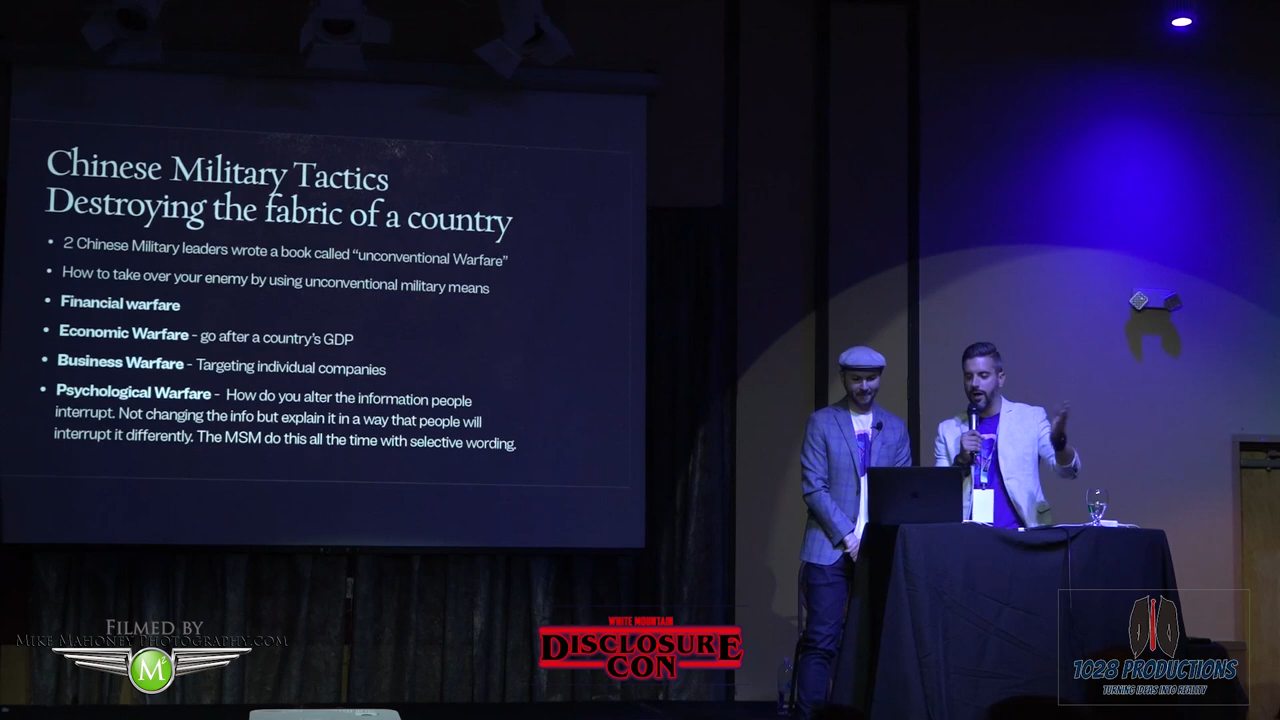 Chinese Military Tactics
Destroying the fabric of a country
• 2 Chinese Military leaders wrote a book called “unconventional Warfare”
• How to take over your enemy by using unconventional military means
• Financial warfare
• Economic Warfare - go after a country's GDP
• Business Warfare - Targeting individual companies
• Psychological Warfare - How do you alter the information people
interrupt. Not changing the info but explain it in a way that people will
interrupt it differently. The MSM do this all the time with selective wording.
FILMED BY
MIKE MAHONEY PHOTOGRAPHY.COM
M
WHITE MOUNTAIN
DISCLOSURE
CON
1028 PRODUCTIONS
TURNING IDEAS INTO REALITY